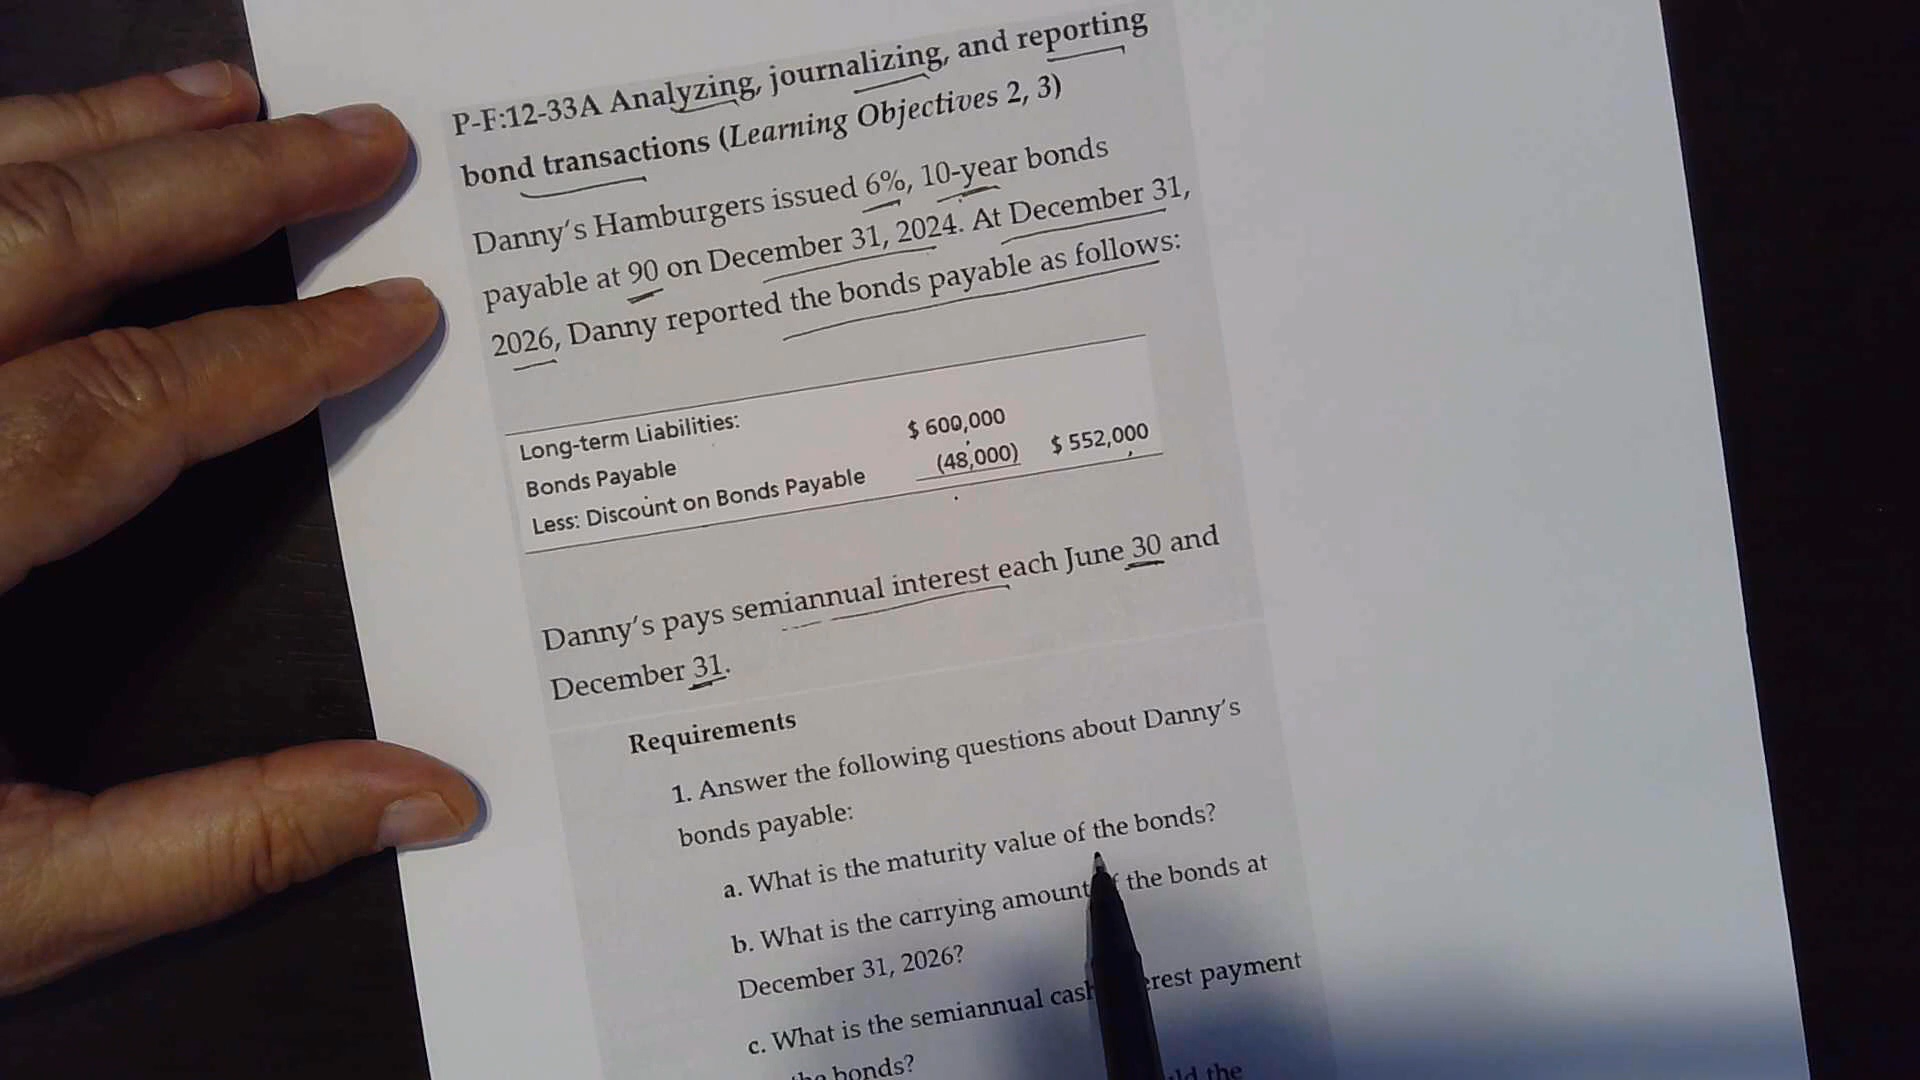 P-F:12-33A Analyzing, journalizing, and reporting
bond transactions (Learning Objectives 2, 3)
Danny's Hamburgers issued 6%, 10-year bonds
payable at 90 on December 31, 2024. At December 31,
2026, Danny reported the bonds payable as follows:
Long-term Liabilities:
Bonds Payable $ 600,000
Less: Discount on Bonds Payable (48,000) $ 552,000
Danny's pays semiannual interest each June 30 and
December 31.
Requirements
1. Answer the following questions about Danny's
bonds payable:
a. What is the maturity value of the bonds?
b. What is the carrying amount the bonds at
December 31, 2026?
c. What is the semiannual cash payment
bonds?
the